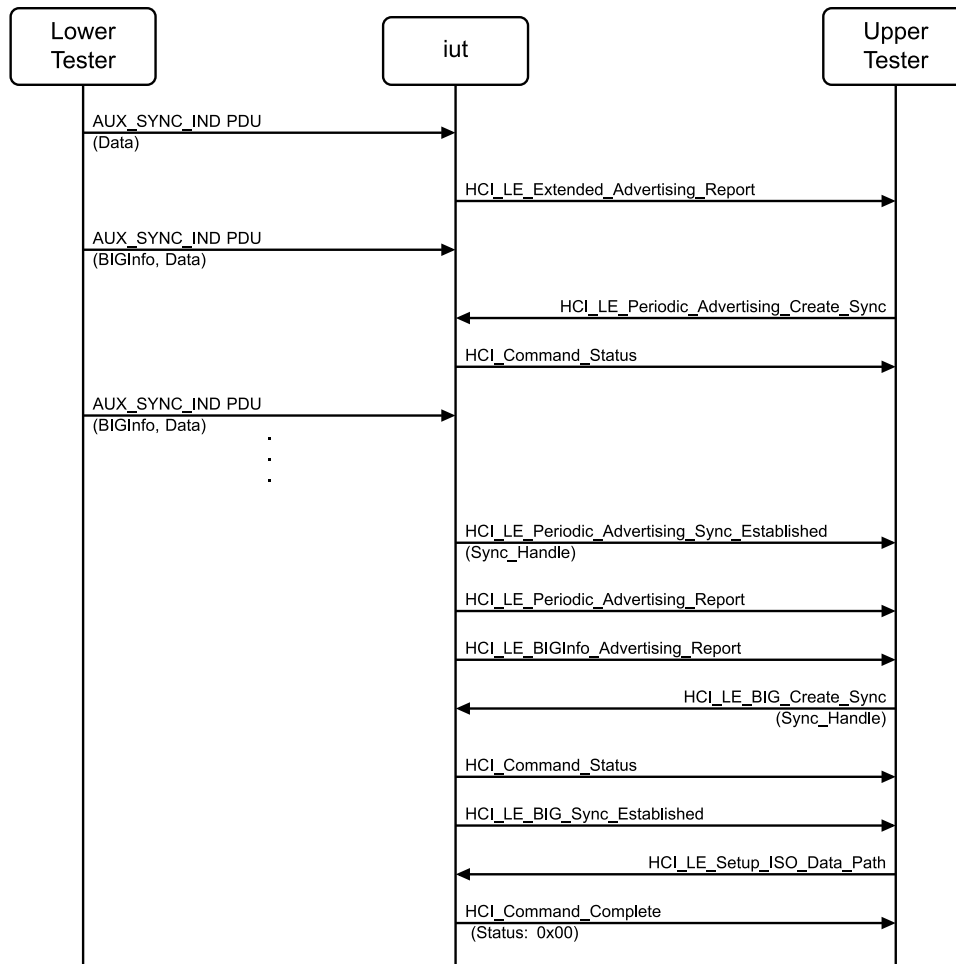 Lower
Tester
iut
Upper
Tester
AUX_SYNC_IND PDU
(Data)
HCI_LE_Extended_Advertising_Report
AUX_SYNC_IND PDU
(BIGInfo, Data)
HCI_LE_Periodic_Advertising_Create_Sync
HCI_Command_Status
AUX_SYNC_IND PDU
(BIGInfo, Data)
.
.
.
HCI_LE_Periodic_Advertising_Sync_Established
(Sync_Handle)
HCI_LE_Periodic_Advertising_Report
HCI_LE_BIGInfo_Advertising_Report
HCI_LE_BIG_Create_Sync
(Sync_Handle)
HCI_Command_Status
HCI_LE_BIG_Sync_Established
HCI_LE_Setup_ISO_Data_Path
HCI_Command_Complete
(Status: 0x00)